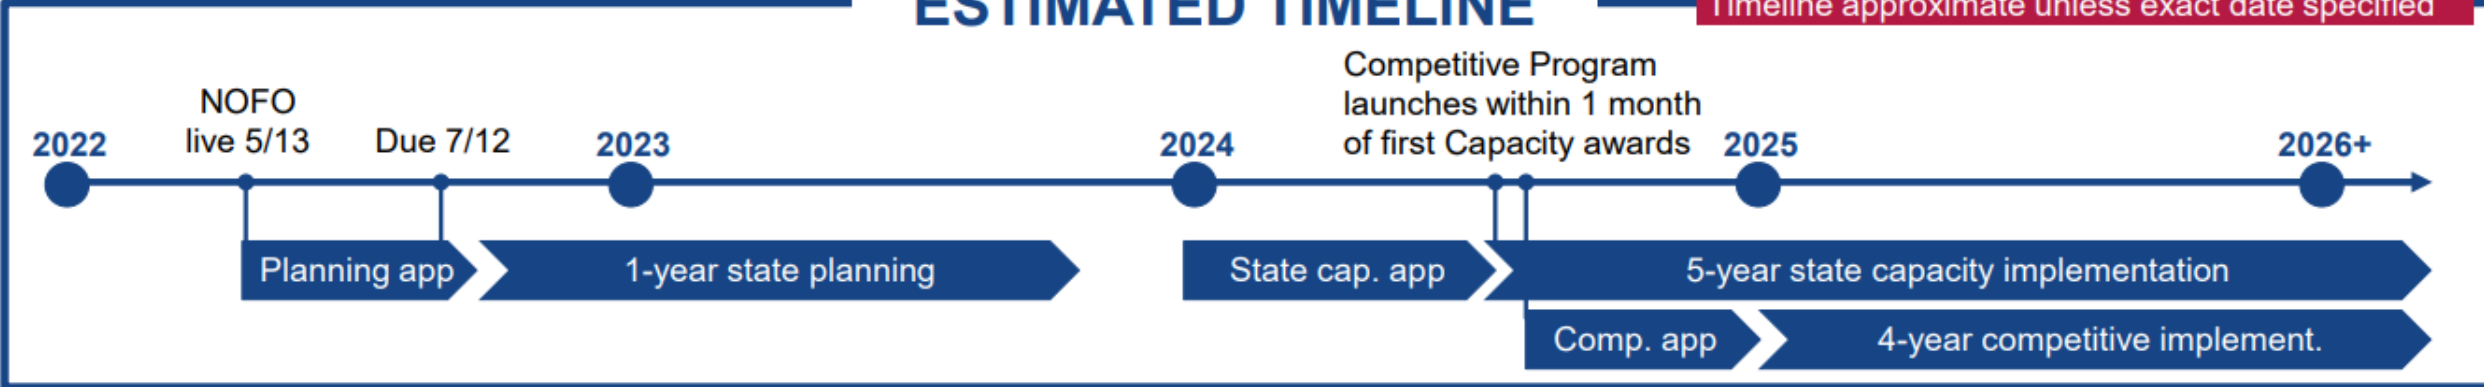 ESTIMATED TIMELINE
Timeline approximate unless exact date specified
Competitive Program
launches within 1 month
of first Capacity awards
NOFO
live 5/13
Due 7/12
2022
2023
2024
2025
2026+
Planning app
1-year state planning
State cap. app
5-year state capacity implementation
Comp. app
4-year competitive implement.